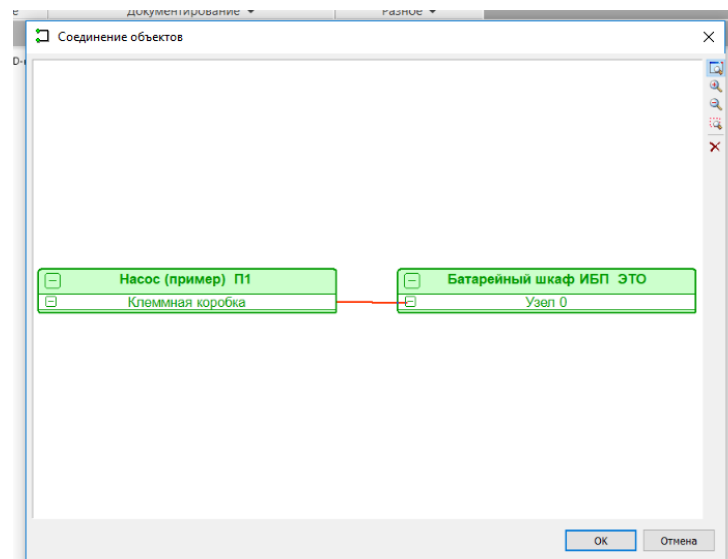 е Документирование Разное
Соединение объектов
D-
Насос (пример) П1
Клеммная коробка
Батарейный шкаф ИБП ЭТО
Узел 0
ОК
Отмена